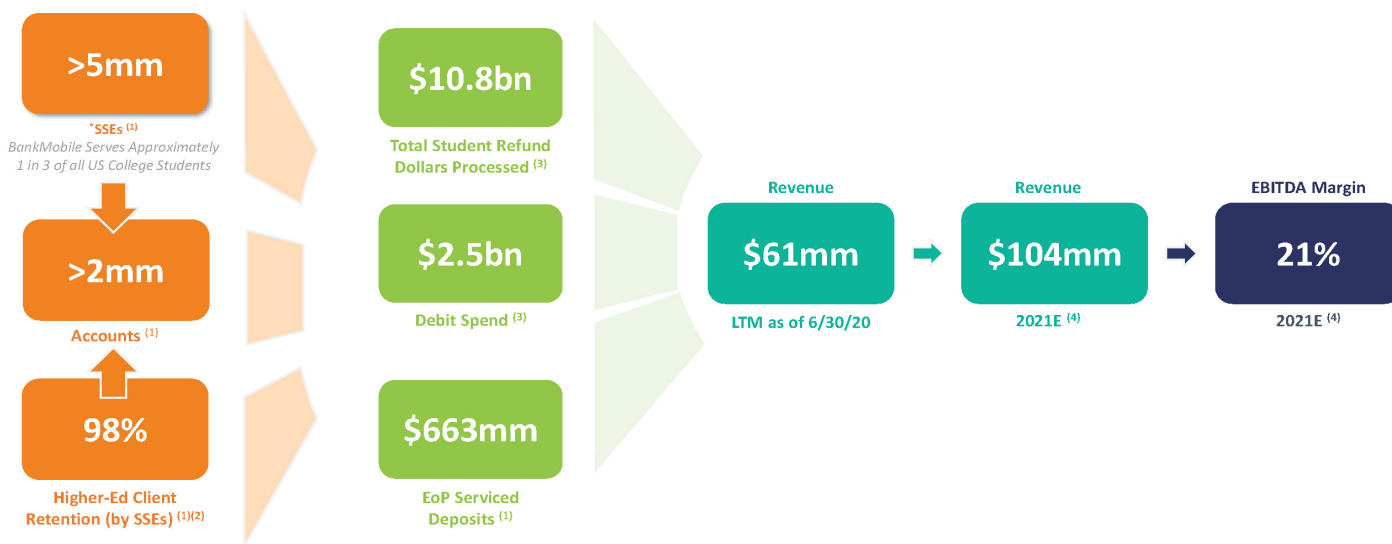 >5mm
*SSEs (1)
BankMobile Serves Approximately
1 in 3 of all US College Students
>2mm
Accounts (1)
98%
Higher-Ed Client
Retention (by SSEs) (1)(2)
$10.8bn
Total Student Refund
Dollars Processed (3)
$2.5bn
Debit Spend (3)
$663mm
EoP Serviced
Deposits (1)
Revenue
$61mm
LTM as of 6/30/20
Revenue
$104mm
2021E (4)
EBITDA Margin
21%
2021E (4)